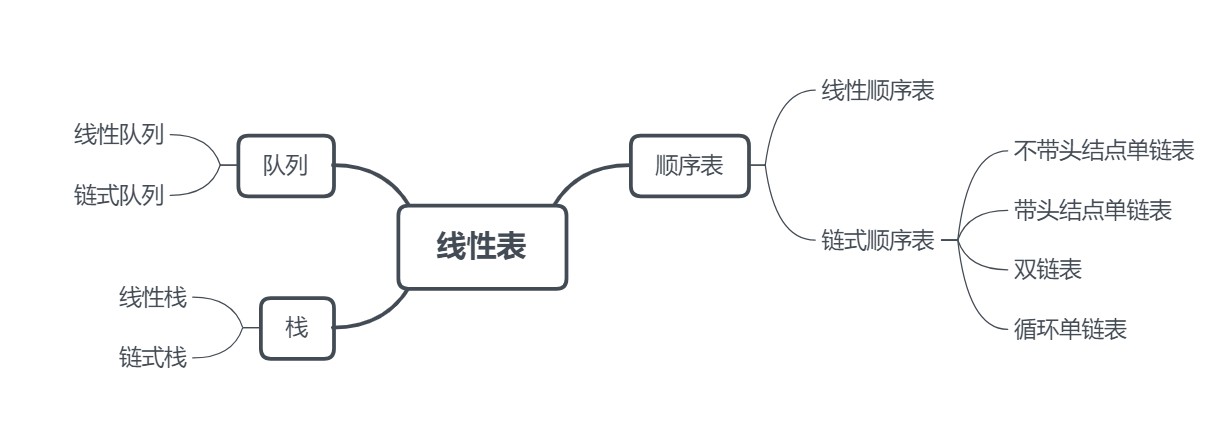 线性表
顺序表
线性顺序表
链式顺序表
不带头结点单链表
带头结点单链表
双链表
循环单链表
队列
线性队列
链式队列
栈
线性栈
链式栈